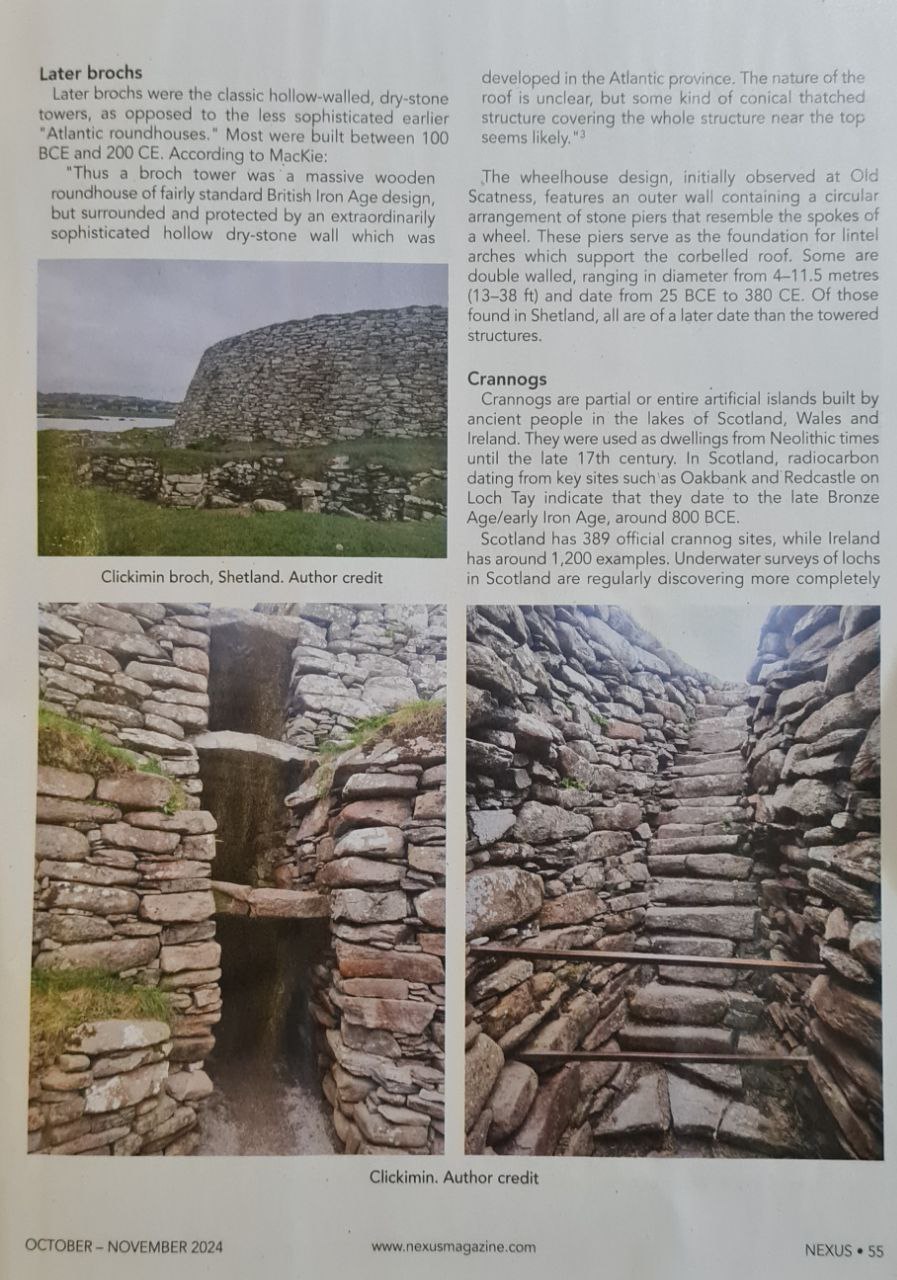 Later brochs
Later brochs were the classic hollow-walled, dry-stone
towers, as opposed to the less sophisticated earlier
"Atlantic roundhouses." Most were built between 100
BCE and 200 CE. According to MacKie:
"Thus a broch tower was a massive wooden
roundhouse of fairly standard British Iron Age design,
but surrounded and protected by an extraordinarily
sophisticated hollow dry-stone wall which was
Clickimin broch, Shetland. Author credit
developed in the Atlantic province. The nature of the
roof is unclear, but some kind of conical thatched
structure covering the whole structure near the top
seems likely."³
The wheelhouse design, initially observed at Old
Scatness, features an outer wall containing a circular
arrangement of stone piers that resemble the spokes of
a wheel. These piers serve as the foundation for lintel
arches which support the corbelled roof. Some are
double walled, ranging in diameter from 4–11.5 metres
(13–38 ft) and date from 25 BCE to 380 CE. Of those
found in Shetland, all are of a later date than the towered
structures.
Crannogs
Crannogs are partial or entire artificial islands built by
ancient people in the lakes of Scotland, Wales and
Ireland. They were used as dwellings from Neolithic times
until the late 17th century. In Scotland, radiocarbon
dating from key sites such as Oakbank and Redcastle on
Loch Tay indicate that they date to the late Bronze
Age/early Iron Age, around 800 BCE.
Scotland has 389 official crannog sites, while Ireland
has around 1,200 examples. Underwater surveys of lochs
in Scotland are regularly discovering more completely
Clickimin. Author credit
OCTOBER – NOVEMBER 2024
www.nexusmagazine.com
NEXUS • 55